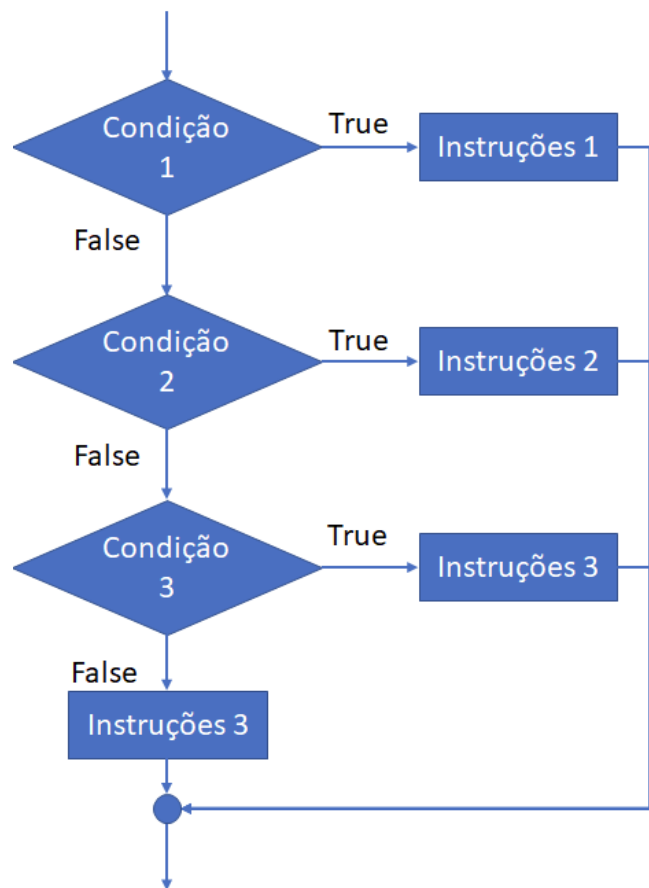 Condição
1
True
Instruções 1
False
Condição
2
True
Instruções 2
False
Condição
3
True
Instruções 3
False
Instruções 3